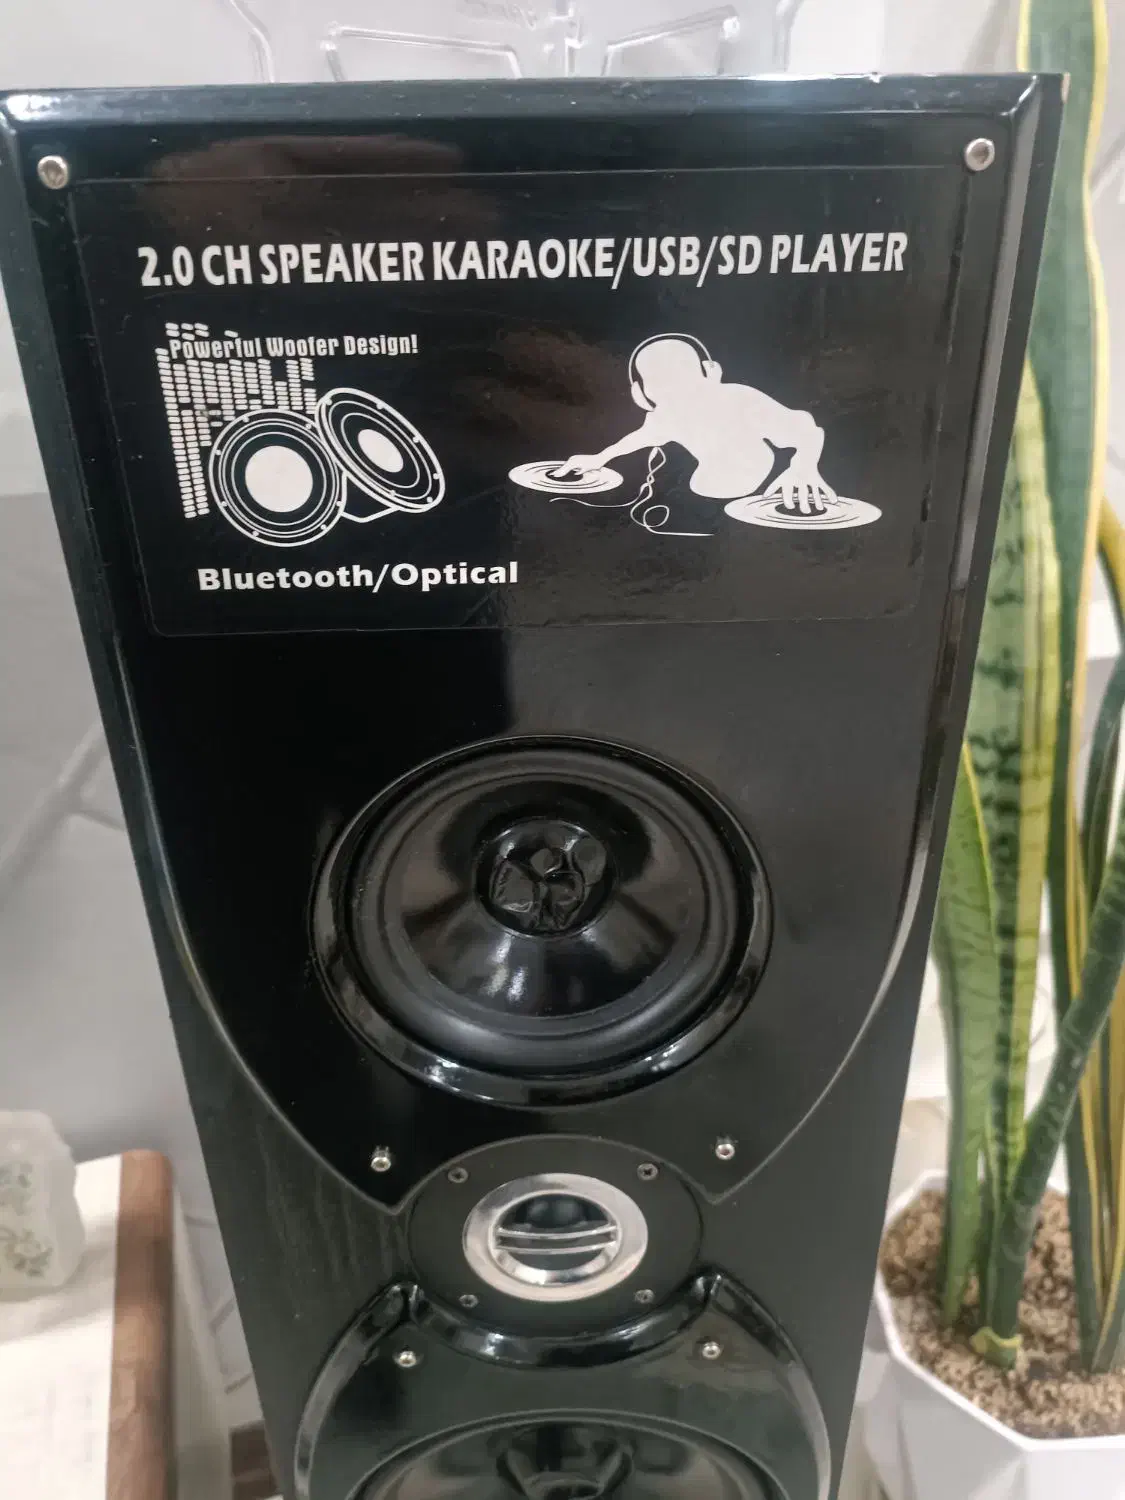 2.0 CH SPEAKER KARAOKE/USB/SD PLAYER
Powerful Woofer Design!
Bluetooth/Optical